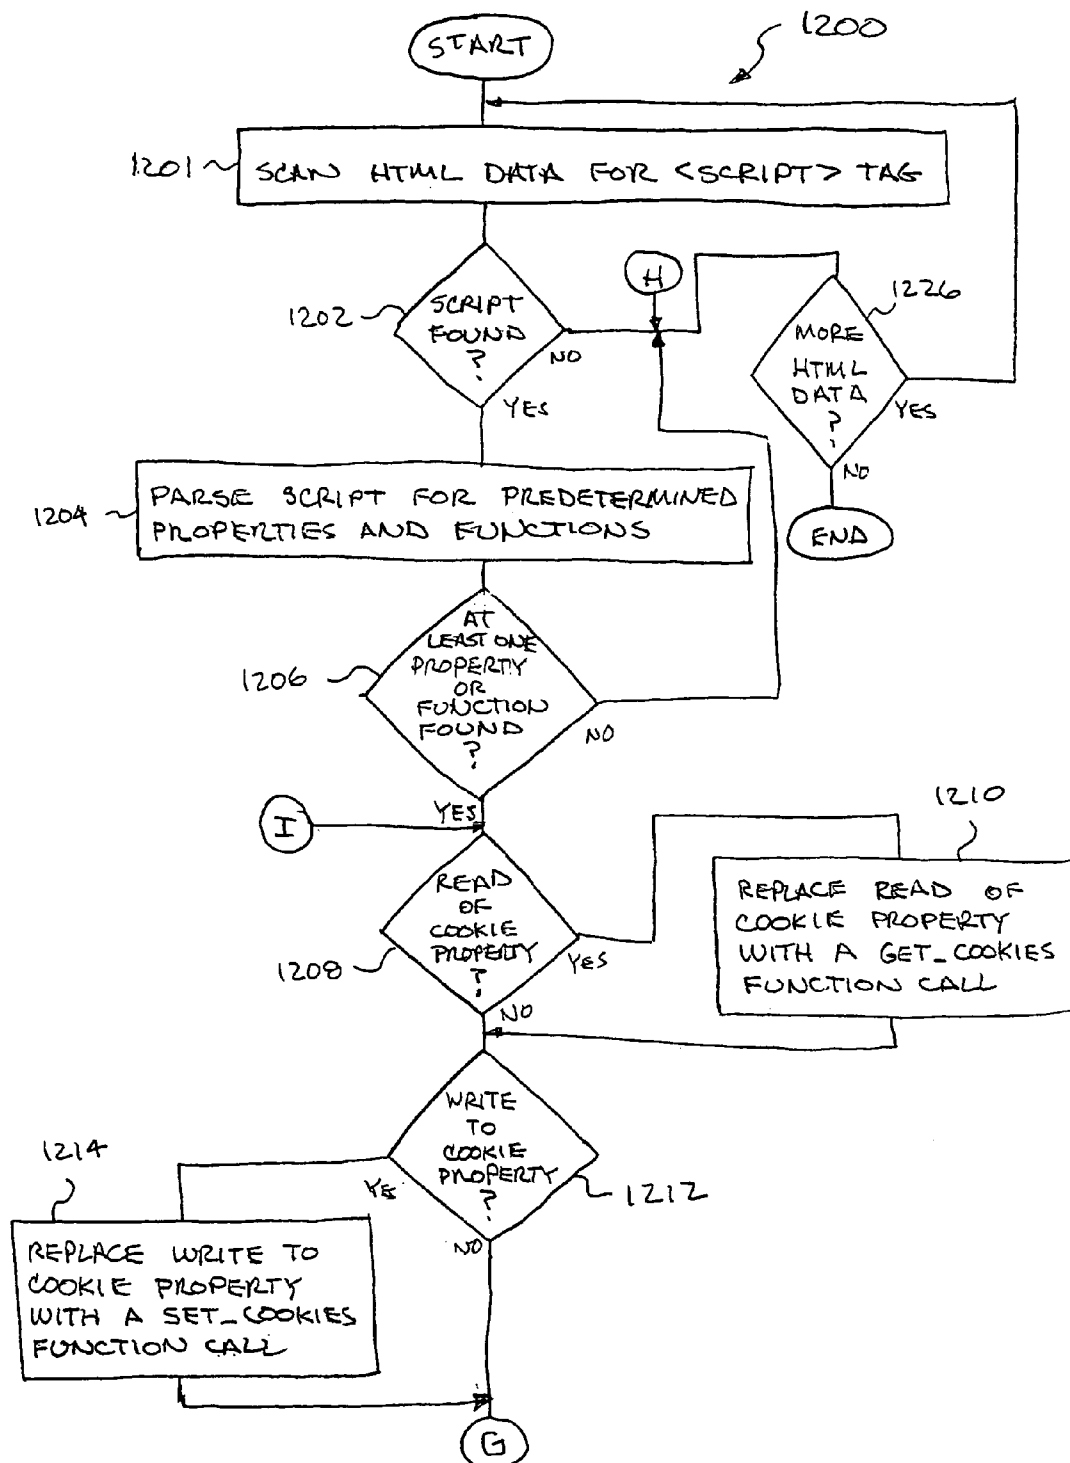 START
1200
1201
SCAN HTML DATA FOR <SCRIPT> TAG
1202
SCRIPT
FOUND
?
NO
YES
H
1226
MORE
HTML
DATA
?
YES
NO
END
1204
PARSE SCRIPT FOR PREDETERMINED
PROPERTIES AND FUNCTIONS
1206
AT
LEAST ONE
PROPERTY
OR
FUNCTION
FOUND
?
NO
YES
I
1208
READ
OF
COOKIE
PROPERTY
?
YES
NO
1210
REPLACE READ OF
COOKIE PROPERTY
WITH A GET_COOKIES
FUNCTION CALL
WRITE
TO
COOKIE
PROPERTY
?
1212
YES
NO
1214
REPLACE WRITE TO
COOKIE PROPERTY
WITH A SET_COOKIES
FUNCTION CALL
G